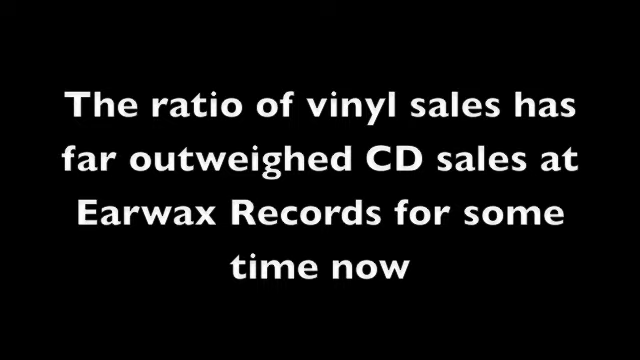 The ratio of vinyl sales has
far outweighed CD sales at
Earwax Records for some
time now